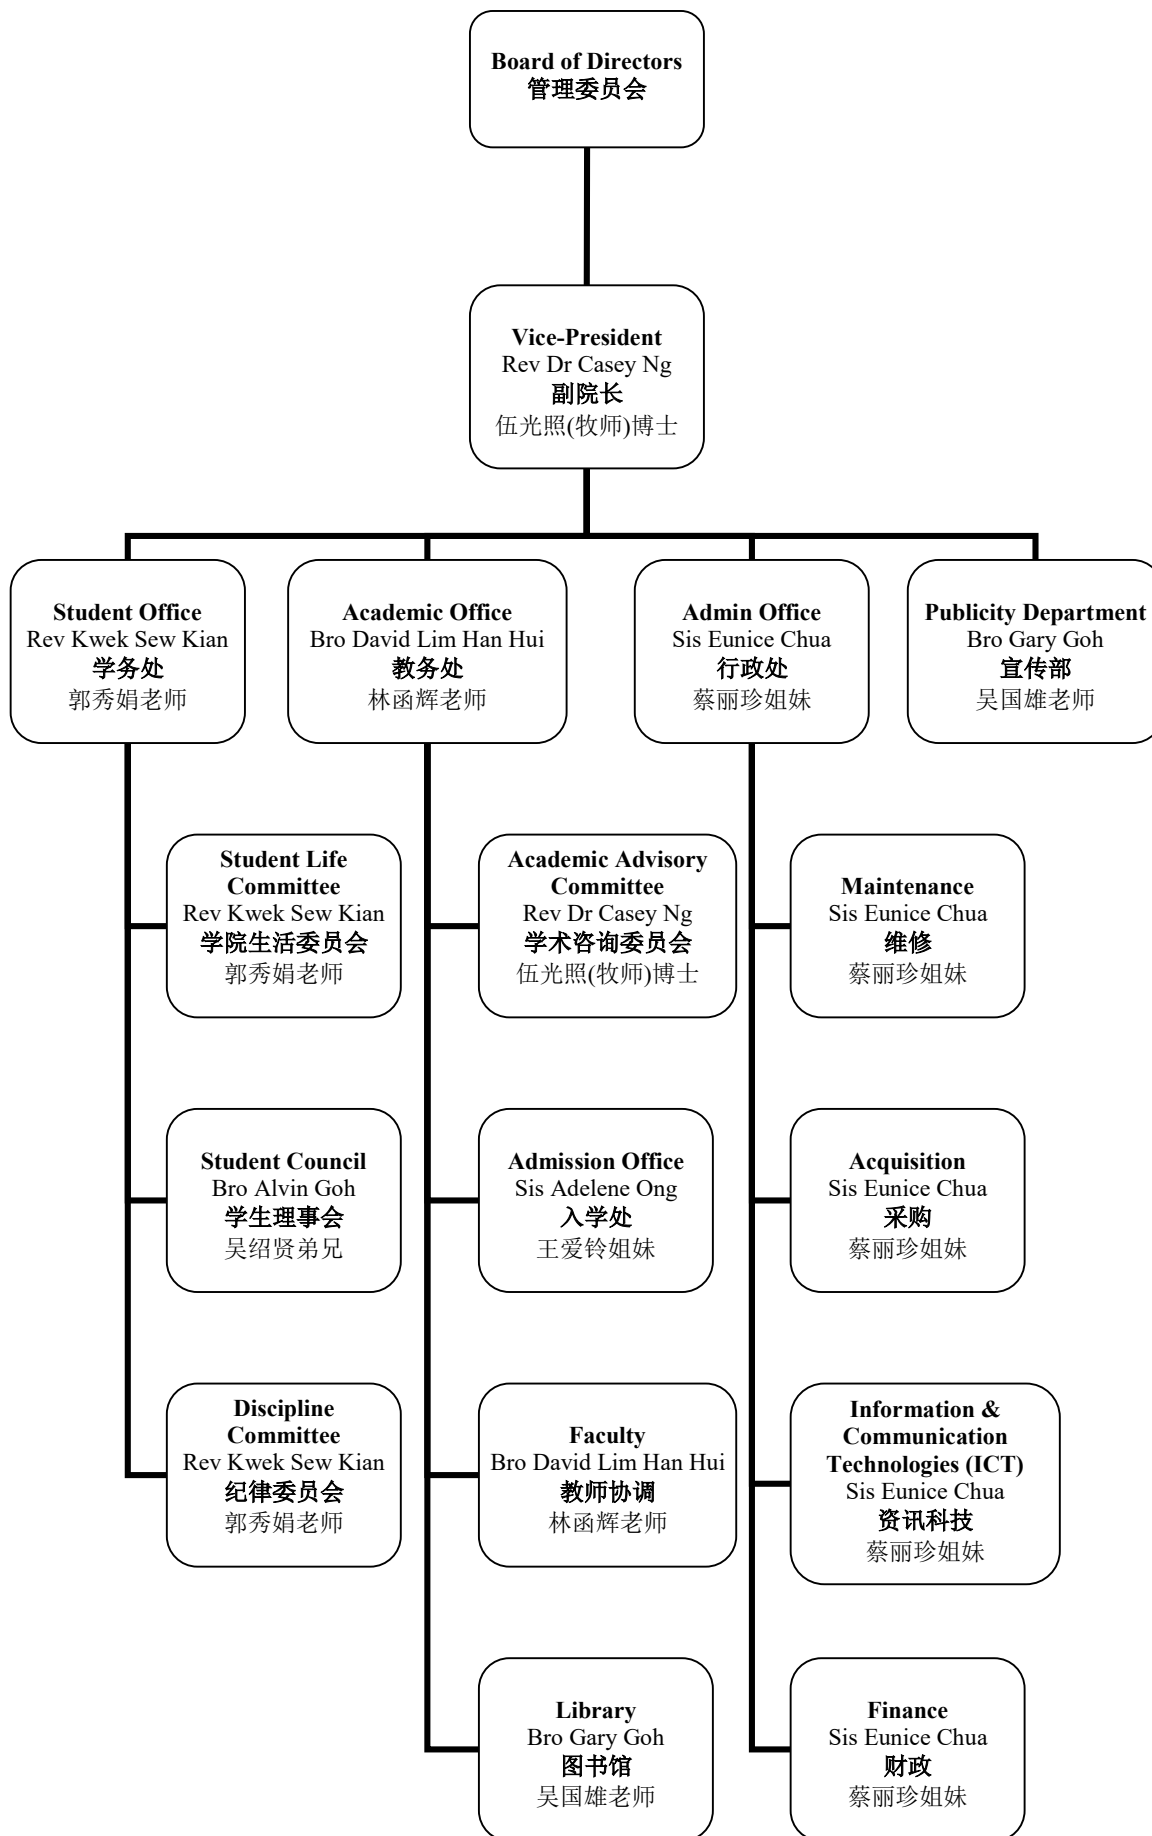 Board of Directors
管理委员会
Vice-President
Rev Dr Casey Ng
副院长
伍光照(牧师)博士
Student Office
Rev Kwek Sew Kian
学务处
郭秀娟老师
Academic Office
Bro David Lim Han Hui
教务处
林函辉老师
Admin Office
Sis Eunice Chua
行政处
蔡丽珍姐妹
Publicity Department
Bro Gary Goh
宣传部
吴国雄老师
Student Life
Committee
Rev Kwek Sew Kian
学院生活委员会
郭秀娟老师
Academic Advisory
Committee
Rev Dr Casey Ng
学术咨询委员会
伍光照(牧师)博士
Maintenance
Sis Eunice Chua
维修
蔡丽珍姐妹
Student Council
Bro Alvin Goh
学生理事会
吴绍贤弟兄
Admission Office
Sis Adelene Ong
入学处
王爱铃姐妹
Acquisition
Sis Eunice Chua
采购
蔡丽珍姐妹
Discipline
Committee
Rev Kwek Sew Kian
纪律委员会
郭秀娟老师
Faculty
Bro David Lim Han Hui
教师协调
林函辉老师
Information &
Communication
Technologies (ICT)
Sis Eunice Chua
资讯科技
蔡丽珍姐妹
Library
Bro Gary Goh
图书馆
吴国雄老师
Finance
Sis Eunice Chua
财政
蔡丽珍姐妹